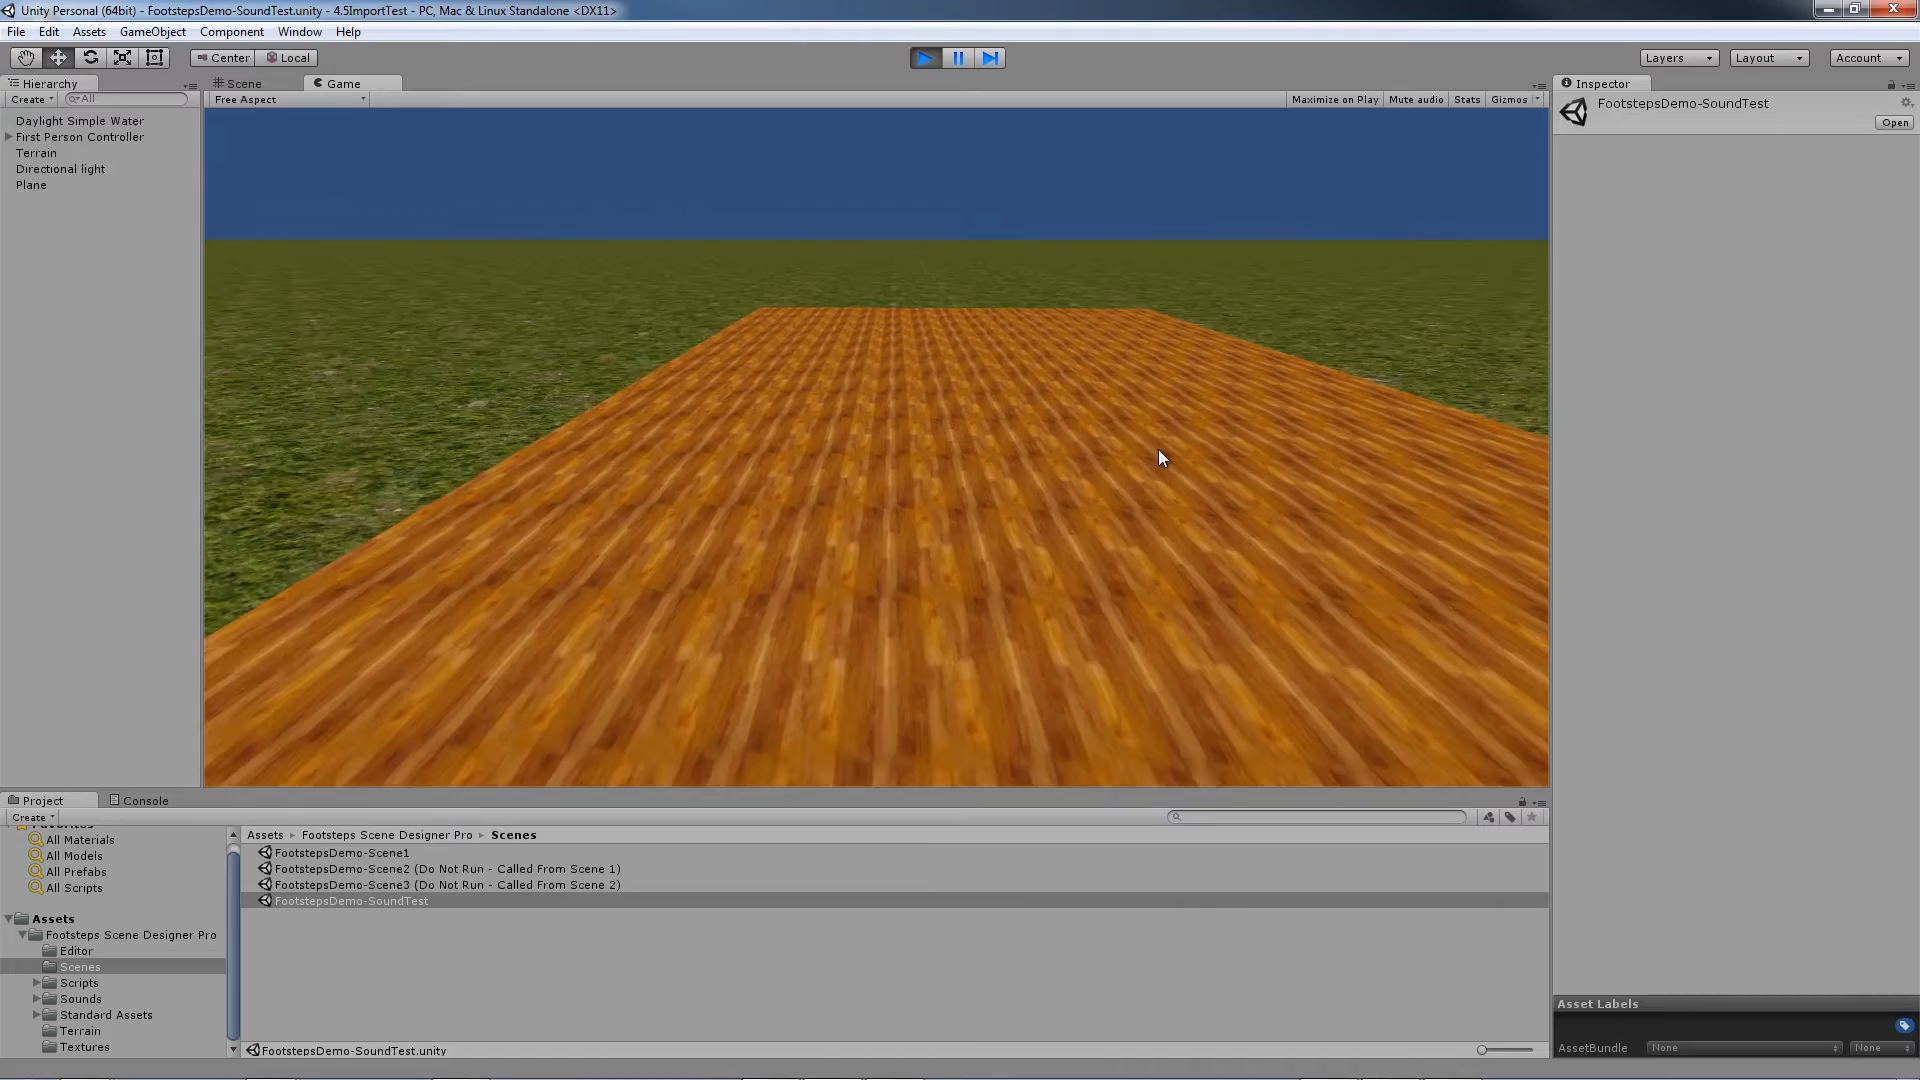 Unity Personal (64bit) - FootstepsDemo-SoundTest.unity - 4.5ImportTest - PC, Mac & Linux Standalone <DX11>
File Edit Assets GameObject Component Window Help
Center Local Layers Layout Account
Hierarchy Scene Game Inspector
Create All Free Aspect Maximize on Play Mute audio Stats Gizmos
FootstepsDemo-SoundTest
Open
Daylight Simple Water
First Person Controller
Terrain
Directional light
Plane
Project Console
Create
Favorites
All Materials
All Models
All Prefabs
All Scripts
Assets
Footsteps Scene Designer Pro
Editor
Scenes
Scripts
Sounds
Standard Assets
Terrain
Textures
Assets Footsteps Scene Designer Pro Scenes
FootstepsDemo-Scene1
FootstepsDemo-Scene2 (Do Not Run - Called From Scene 1)
FootstepsDemo-Scene3 (Do Not Run - Called From Scene 2)
FootstepsDemo-SoundTest
FootstepsDemo-SoundTest.unity
Asset Labels
AssetBundle None None